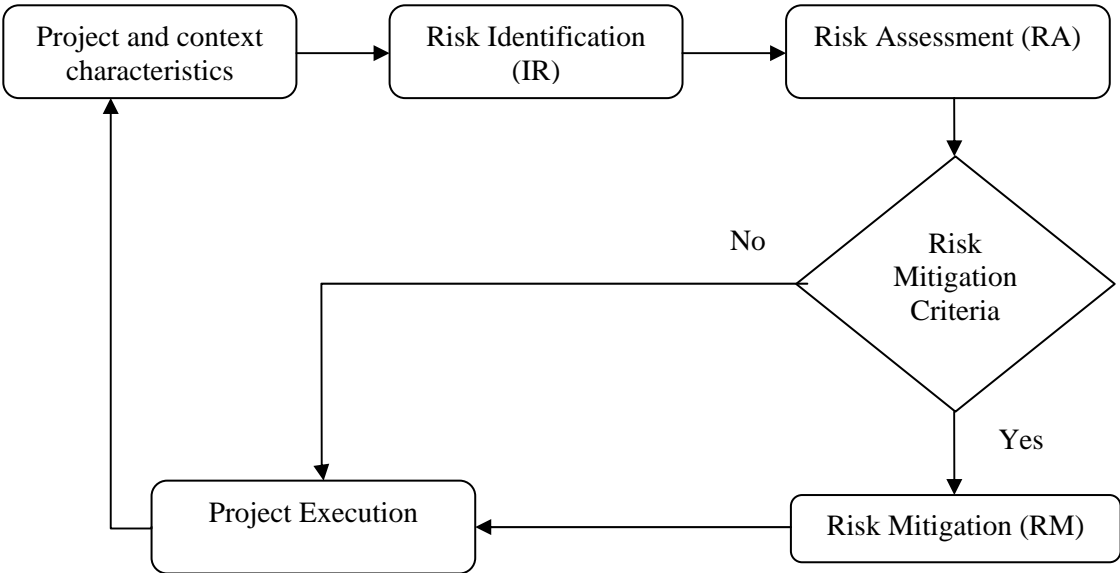 Project and context
characteristics
Risk Identification
(IR)
Risk Assessment (RA)
No
Risk
Mitigation
Criteria
Yes
Project Execution
Risk Mitigation (RM)